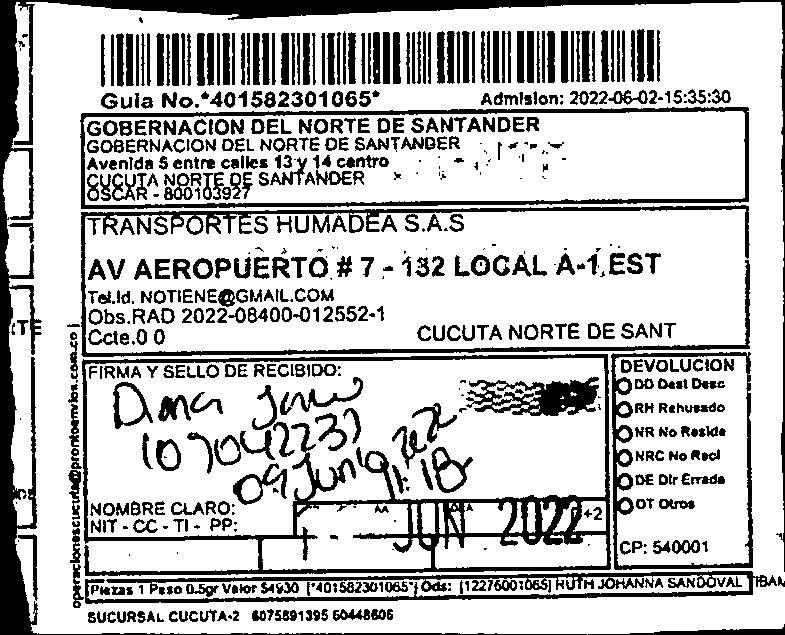 Guia No.*401582301065* Admision: 2022-06-02-15:35:30
GOBERNACION DEL NORTE DE SANTANDER
GOBERNACION DEL NORTE DE SANTANDER
Avenida 5 entre calles 13 y 14 centro
CUCUTA NORTE DE SANTANDER
OSCAR - 800103927
TRANSPORTES HUMADEA S.A.S
AV AEROPUERTO # 7 - 132 LOCAL A-1,EST
Tel.Id. NOTIENE@GMAIL.COM
Obs.RAD 2022-08400-012552-1
Ccte.0 0 CUCUTA NORTE DE SANT
operacionescucuta@prontoenvios.com.co
FIRMA Y SELLO DE RECIBIDO:
09 Junio 2022
11:18
NOMBRE CLARO:
NIT - CC - TI - PP:
JUN 2022
+2
DEVOLUCION
DD Dest Desc
RH Rehusado
NR No Reside
NRC No Recl
DE Dir Errada
OT Otros
CP: 540001
Piezas 1 Peso 0.5gr Valor $4930 [*401582301065*] Ods: [12276001065] RUTH JOHANNA SANDOVAL TIBAM
SUCURSAL CUCUTA-2 6075891395 60448606